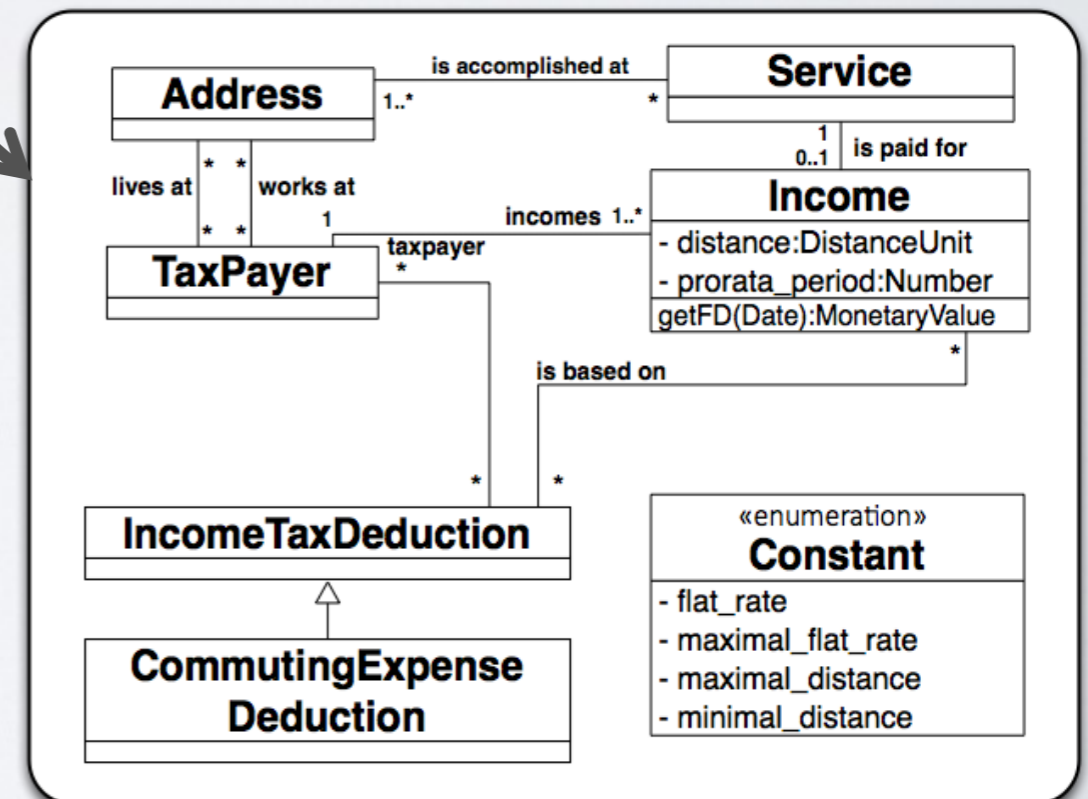 is accomplished at
Address
Service
1..*
*
1
0..1
is paid for
* *
lives at
works at
Income
1
incomes 1..*
* *
taxpayer
- distance:DistanceUnit
TaxPayer
*
- prorata_period:Number
getFD(Date):MonetaryValue
*
is based on
* *
IncomeTaxDeduction
«enumeration»
Constant
- flat_rate
- maximal_flat_rate
- maximal_distance
- minimal_distance
CommutingExpense
Deduction